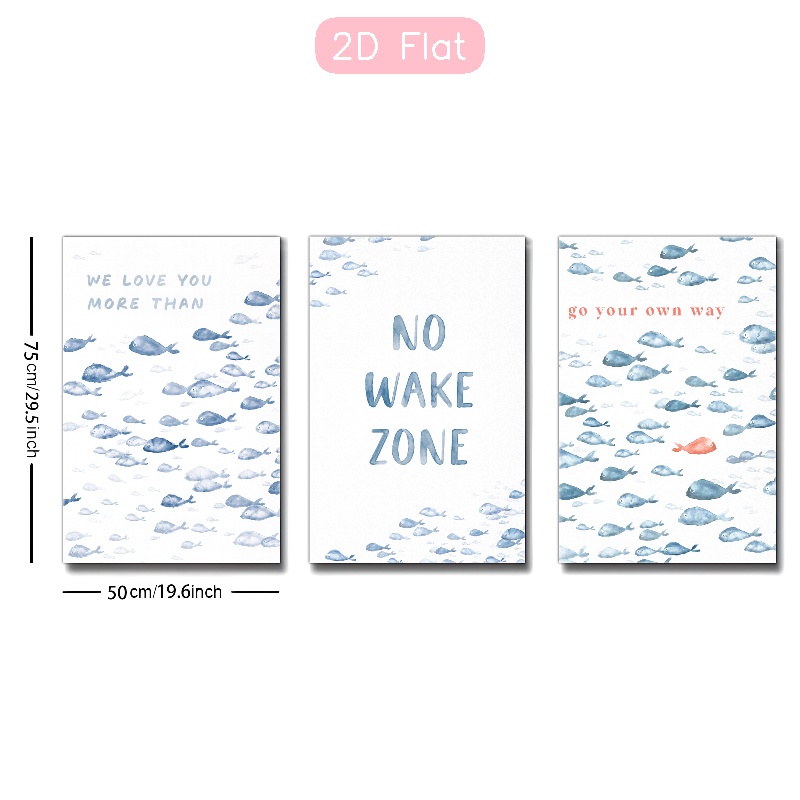 2D Flat
WE LOVE YOU
MORE THAN
NO
WAKE
ZONE
go your own way
75cm/29.5inch
50cm/19.6inch